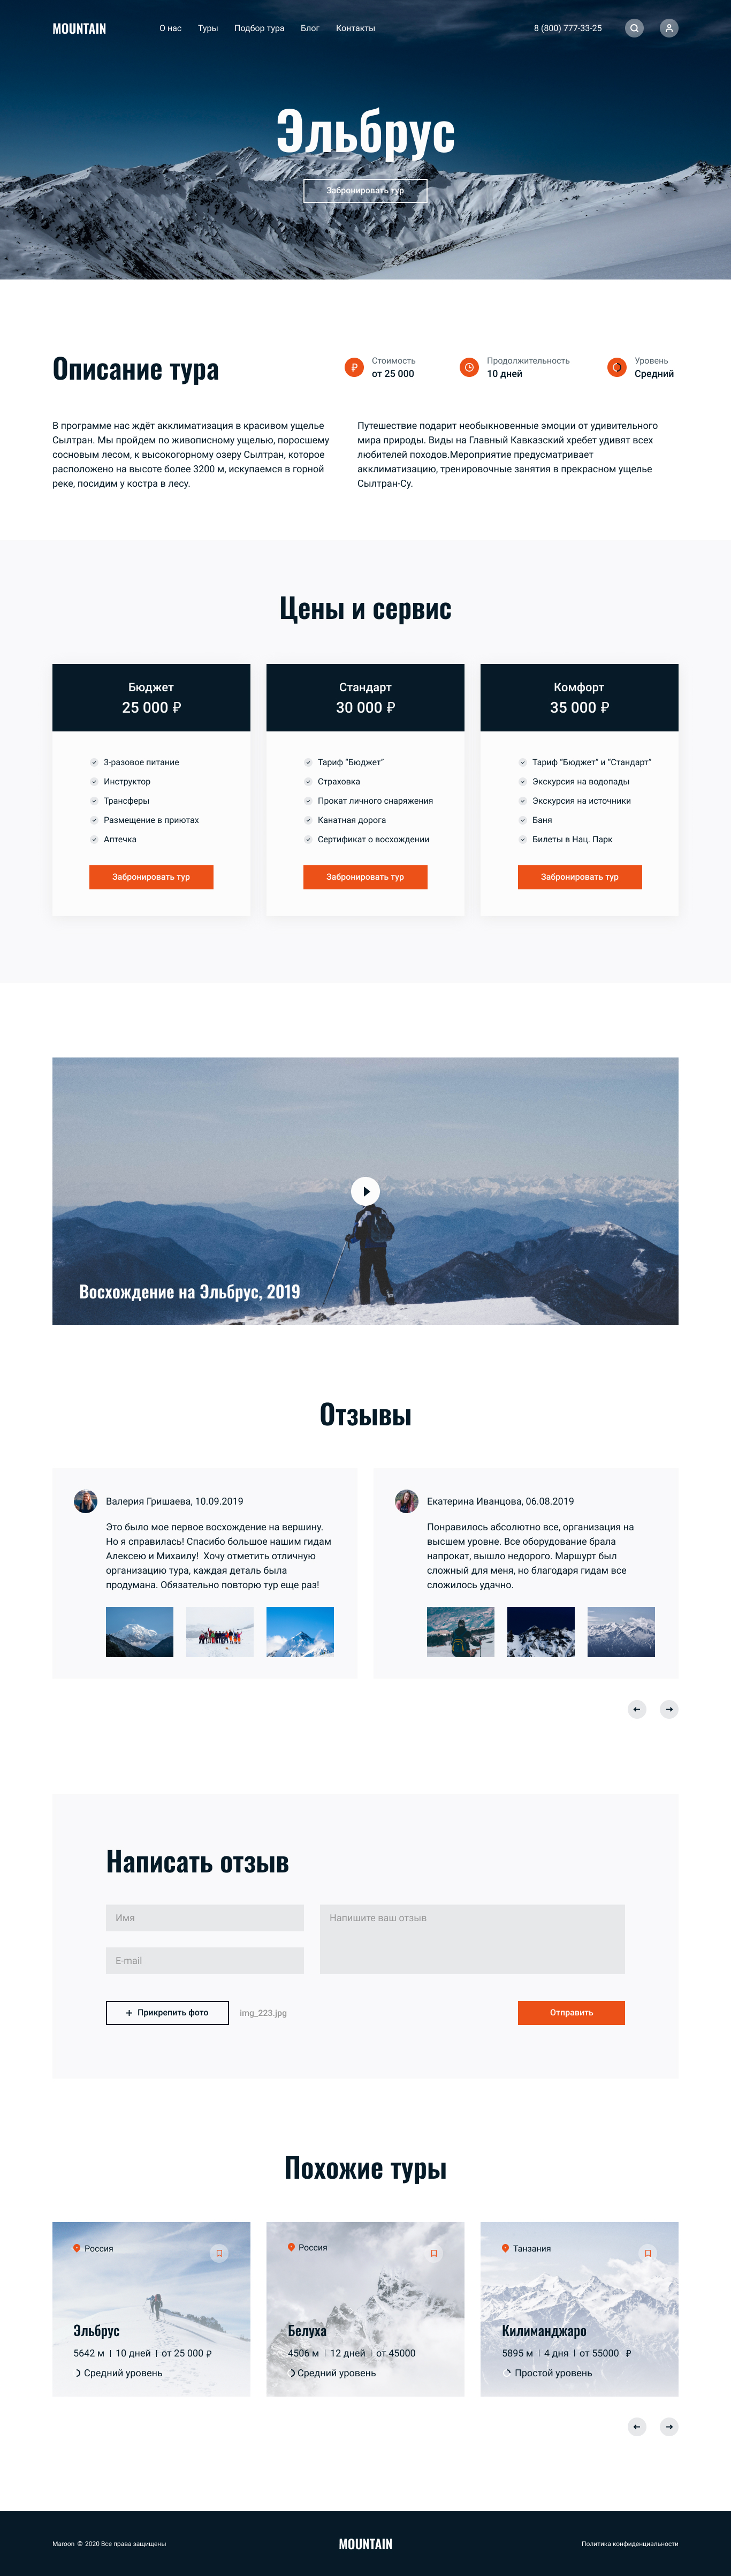 MOUNTAIN
О нас
Туры
Подбор тура
Блог
Контакты
8 (800) 777-33-25
Эльбрус
Забронировать тур
Описание тура
Стоимость
от 25 000
Продолжительность
10 дней
Уровень
Средний
В программе нас ждёт акклиматизация в красивом ущелье
Сылтран. Мы пройдем по живописному ущелью, поросшему
сосновым лесом, к высокогорному озеру Сылтран, которое
расположено на высоте более 3200 м, искупаемся в горной
реке, посидим у костра в лесу.
Путешествие подарит необыкновенные эмоции от удивительного
мира природы. Виды на Главный Кавказский хребет удивят всех
любителей походов.Мероприятие предусматривает
акклиматизацию, тренировочные занятия в прекрасном ущелье
Сылтран-Су.
Цены и сервис
Бюджет
25 000 ₽
3-разовое питание
Инструктор
Трансферы
Размещение в приютах
Аптечка
Забронировать тур
Стандарт
30 000 ₽
Тариф “Бюджет”
Страховка
Прокат личного снаряжения
Канатная дорога
Сертификат о восхождении
Забронировать тур
Комфорт
35 000 ₽
Тариф “Бюджет” и “Стандарт”
Экскурсия на водопады
Экскурсия на источники
Баня
Билеты в Нац. Парк
Забронировать тур
Восхождение на Эльбрус, 2019
Отзывы
Валерия Гришаева, 10.09.2019
Это было мое первое восхождение на вершину.
Но я справилась! Спасибо большое нашим гидам
Алексею и Михаилу!  Хочу отметить отличную
организацию тура, каждая деталь была
продумана. Обязательно повторю тур еще раз!
Екатерина Иванцова, 06.08.2019
Понравилось абсолютно все, организация на
высшем уровне. Все оборудование брала
напрокат, вышло недорого. Маршурт был
сложный для меня, но благодаря гидам все
сложилось удачно.
Написать отзыв
Имя
E-mail
Напишите ваш отзыв
+ Прикрепить фото
img_223.jpg
Отправить
Похожие туры
Россия
Эльбрус
5642 м | 10 дней | от 25 000 ₽
Средний уровень
Россия
Белуха
4506 м | 12 дней | от 45000
Средний уровень
Танзания
Килиманджаро
5895 м | 4 дня | от 55000 ₽
Простой уровень
Maroon © 2020 Все права защищены
MOUNTAIN
Политика конфиденциальности